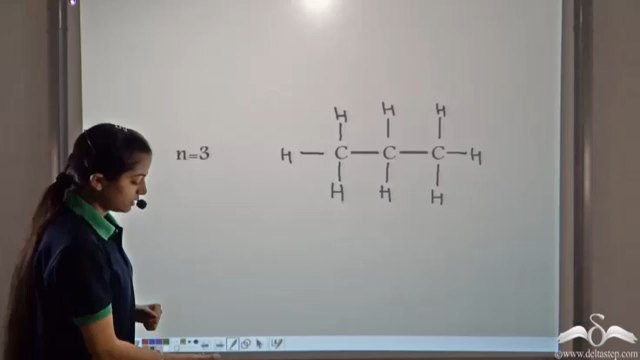 H H H
n=3 H — C — C — C — H
H H H
©www.deltastep.com